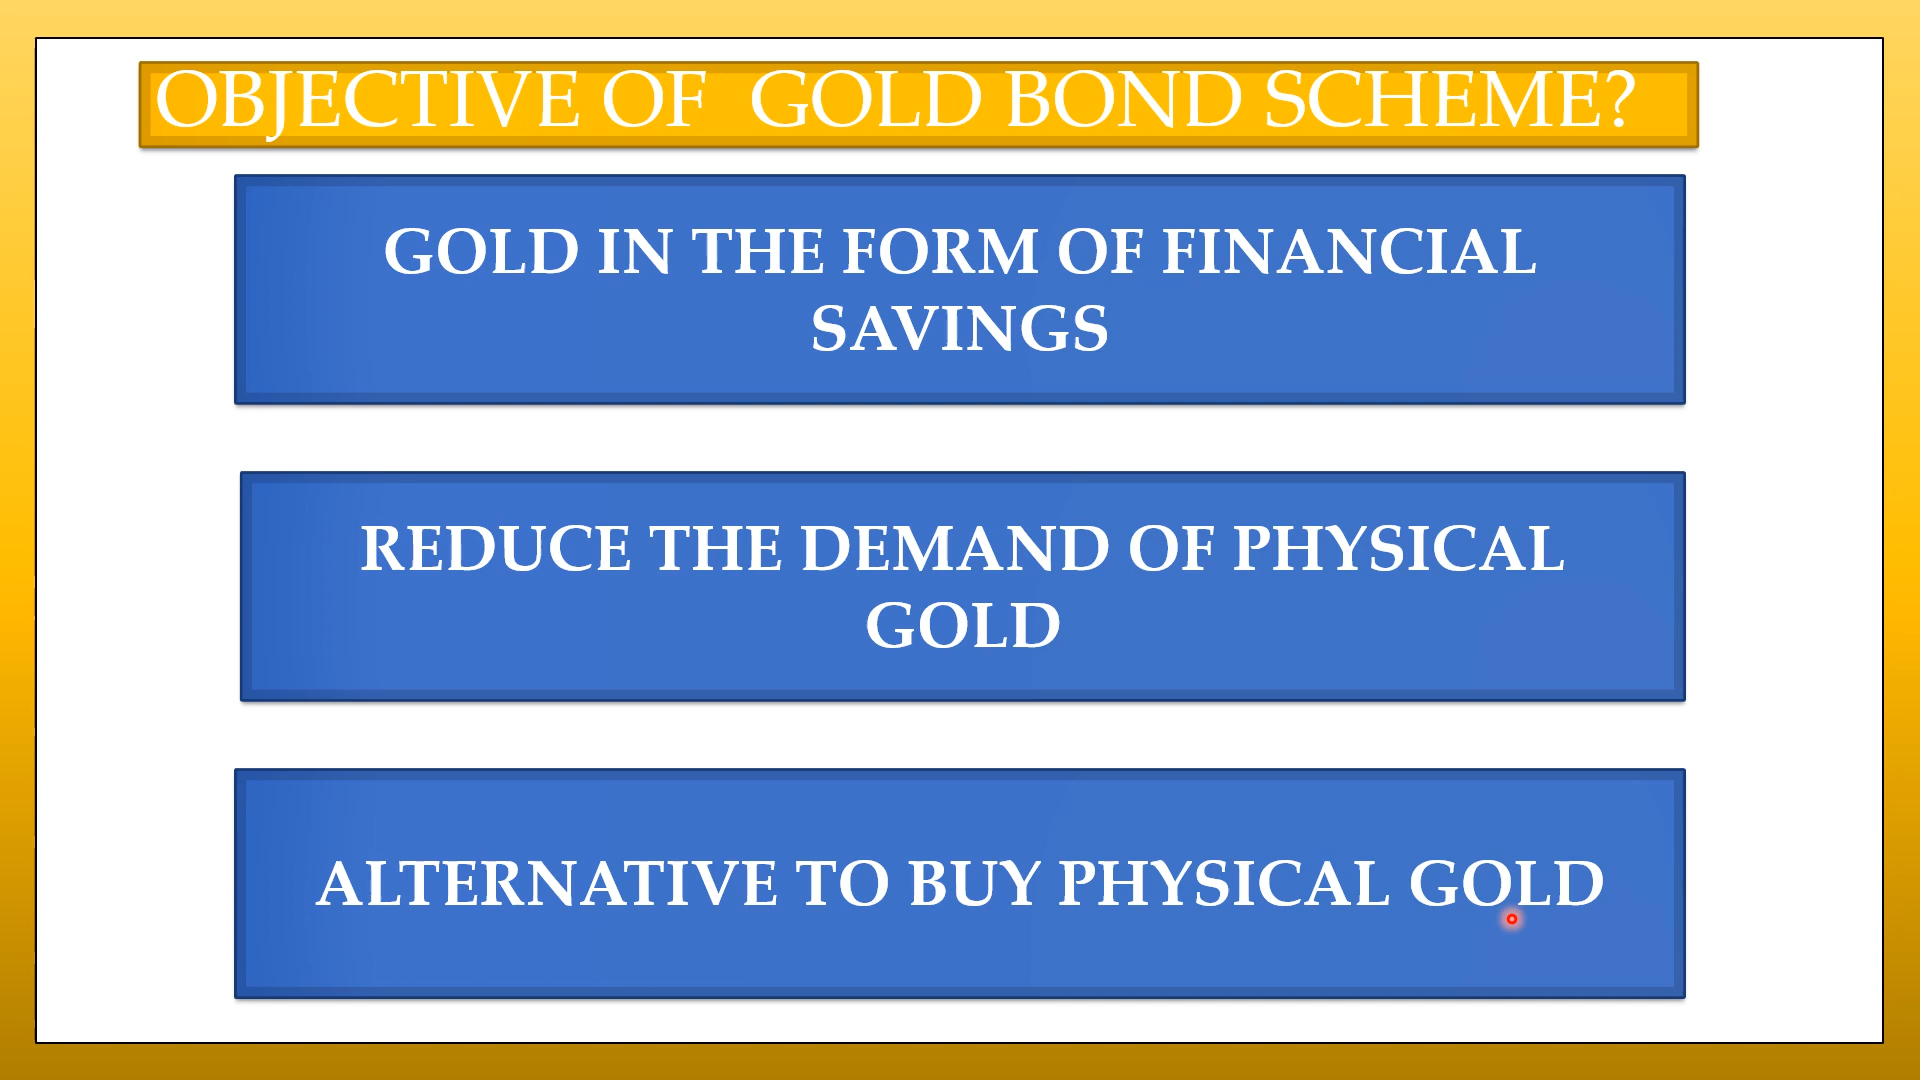 OBJECTIVE OF  GOLD BOND SCHEME?
GOLD IN THE FORM OF FINANCIAL
SAVINGS
REDUCE THE DEMAND OF PHYSICAL
GOLD
ALTERNATIVE TO BUY PHYSICAL GOLD